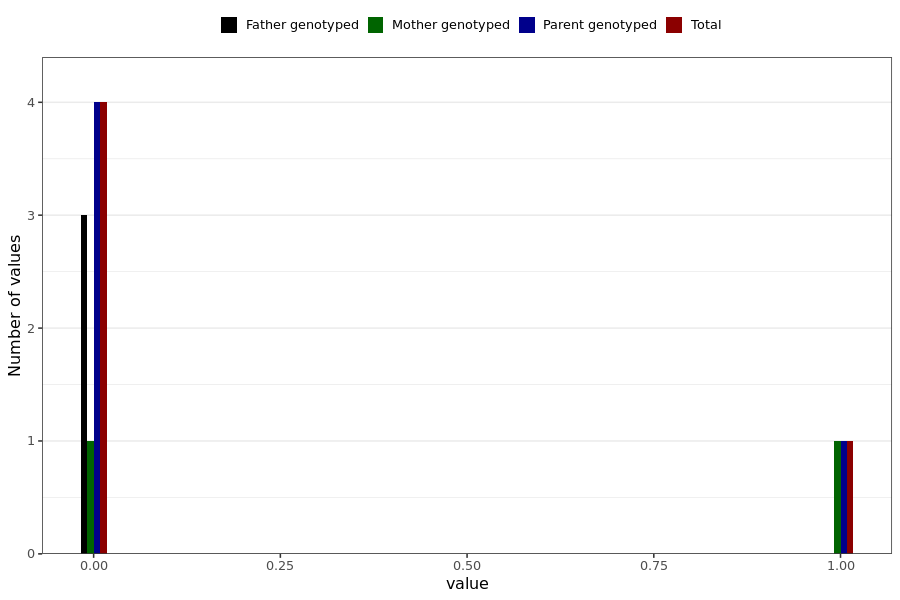 Father genotyped Mother genotyped Parent genotyped Total
4
3
2
1
0
Number of values
0.00 0.25 0.50 0.75 1.00
value